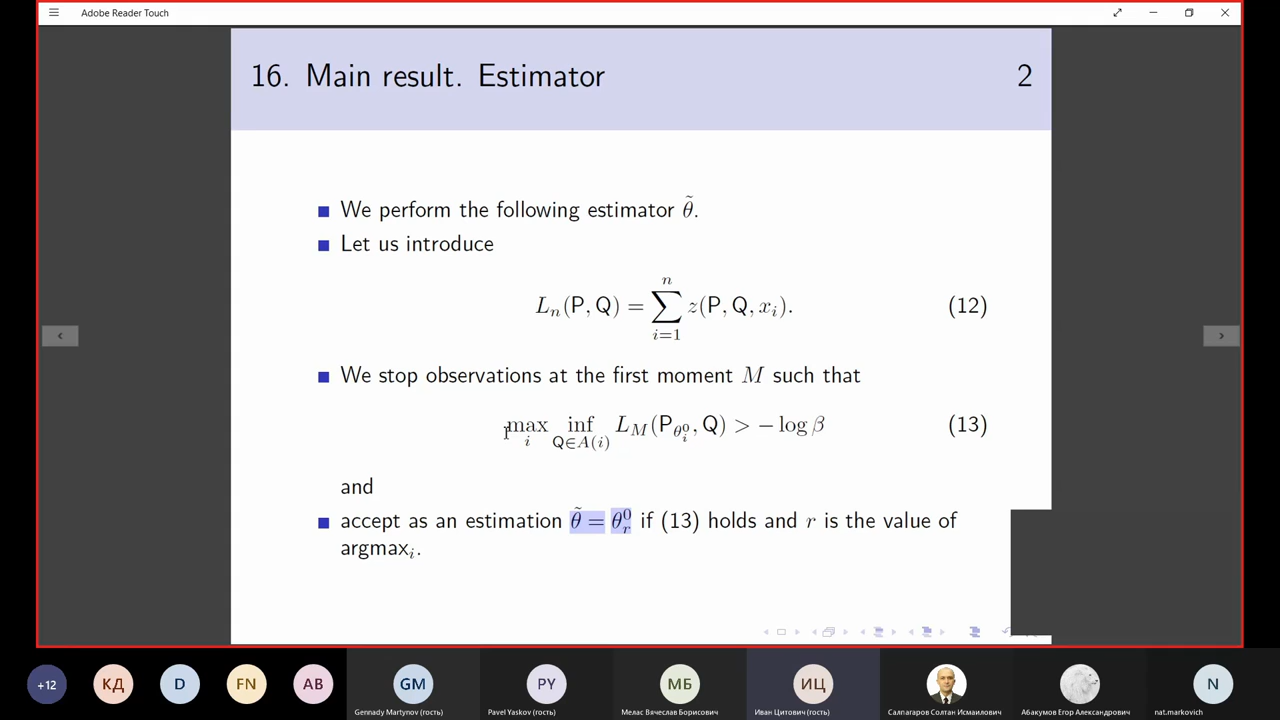 Adobe Reader Touch
16. Main result. Estimator 2
We perform the following estimator θ̃.
Let us introduce
L_n(P, Q) = ∑_{i=1}^{n} z(P, Q, x_i). (12)
We stop observations at the first moment M such that
max_i inf_{Q∈A(i)} L_M(P_{θ_i^0}, Q) > − log β (13)
and
accept as an estimation θ̃ = θ_r^0 if (13) holds and r is the value of
argmax_i.
+12 КД D FN AB GM PY МБ ИЦ N
Gennady Martynov (гость) Pavel Yaskov (гость) Мелас Вячеслав Борисович Иван Цитович (гость) Салпагаров Солтан Исмаилович Абакумов Егор Александрович nat.markovich